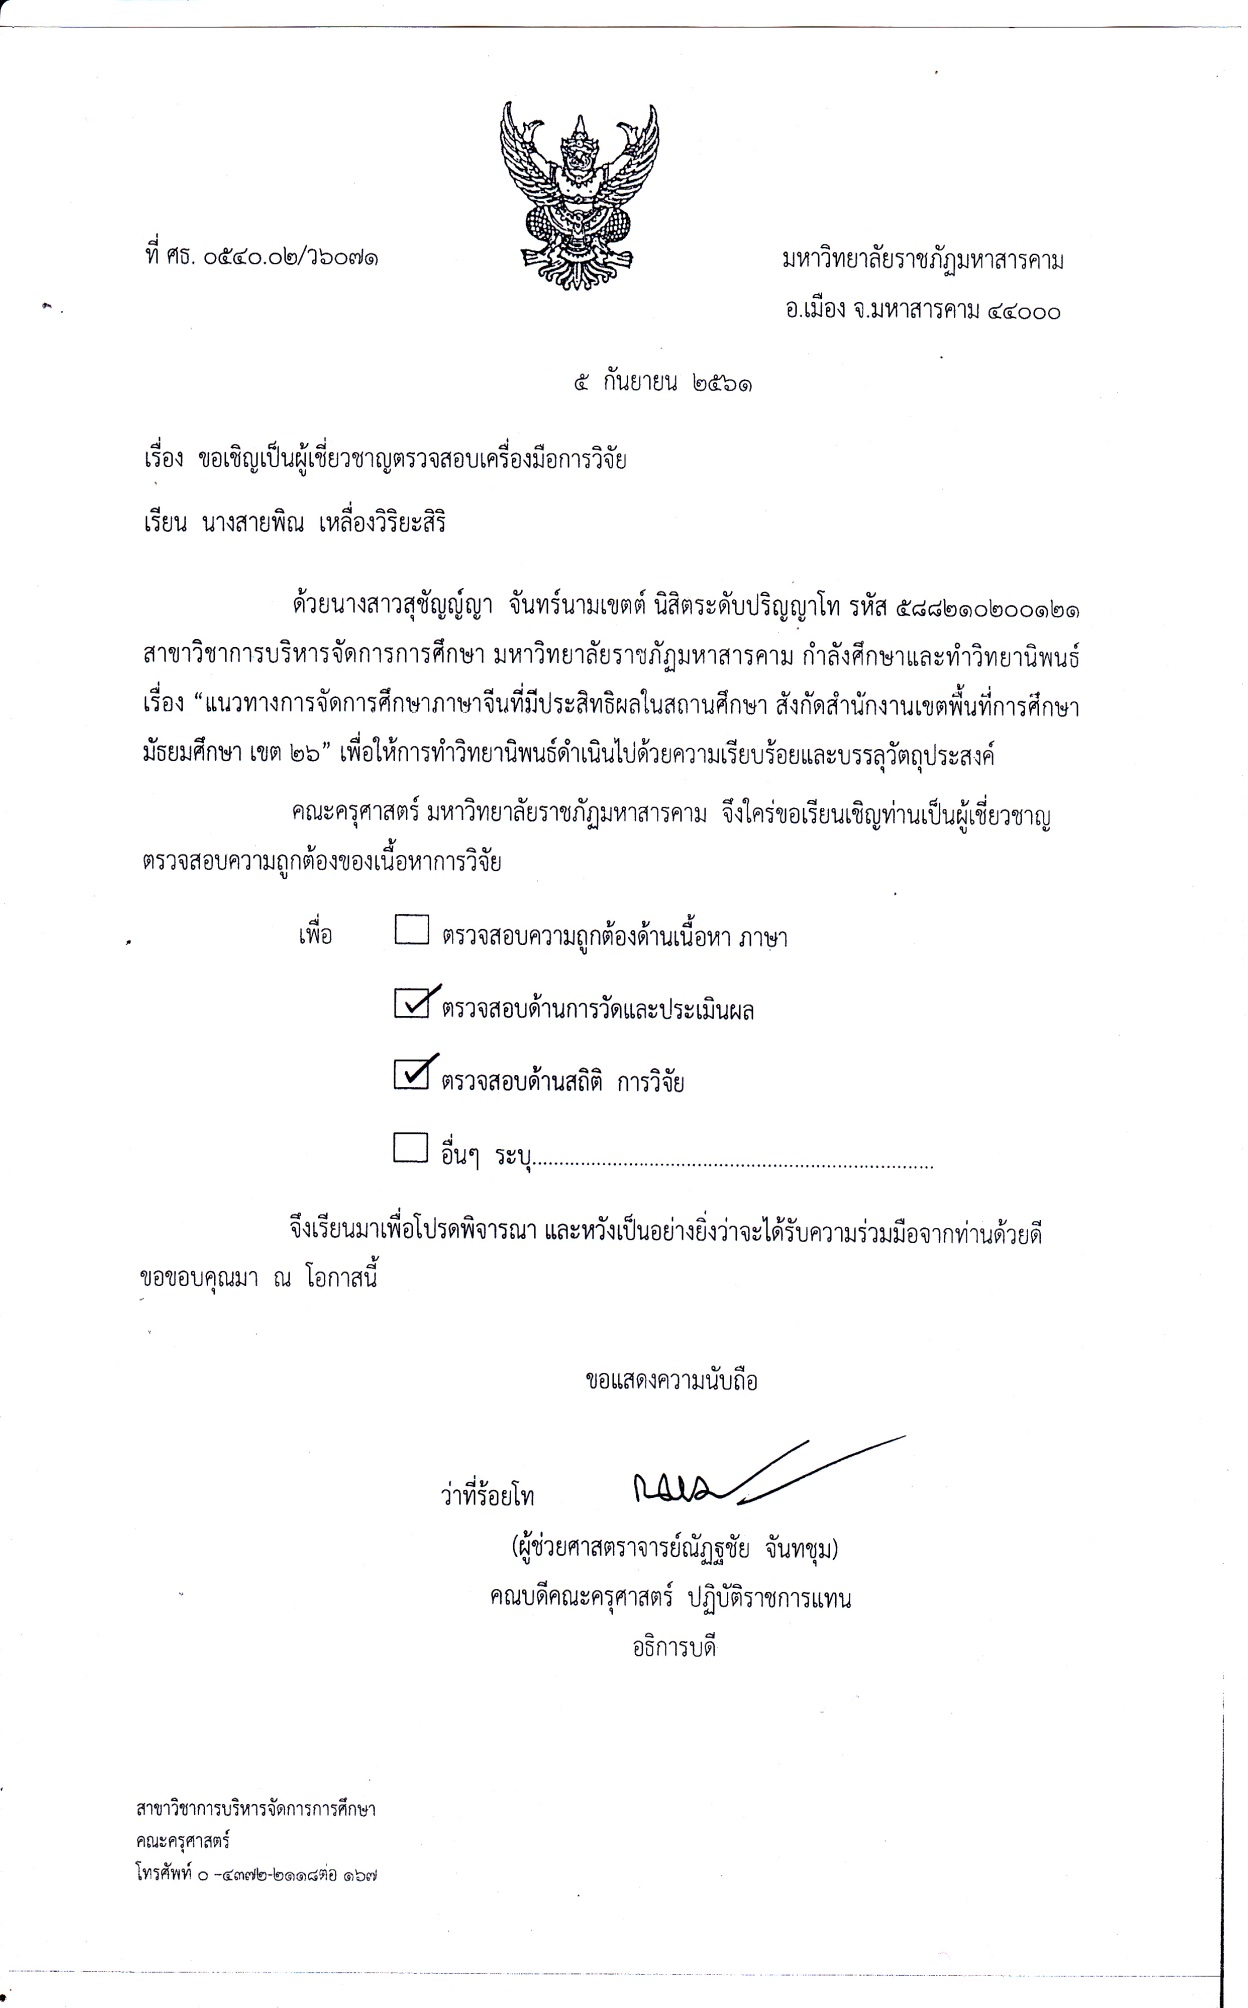 ที่ ศธ. ๐๕๔๐.๐๒/ว๖๐๗๑
มหาวิทยาลัยราชภัฏมหาสารคาม
อ.เมือง จ.มหาสารคาม ๔๔๐๐๐
๕ กันยายน ๒๕๖๑
เรื่อง ขอเชิญเป็นผู้เชี่ยวชาญตรวจสอบเครื่องมือการวิจัย
เรียน นางสายพิณ เหลื่องวิริยะสิริ
ด้วยนางสาวสุชัญญ์ญา จันทร์นามเขตต์ นิสิตระดับปริญญาโท รหัส ๕๘๘๒๑๐๒๐๐๑๒๑
สาขาวิชาการบริหารจัดการการศึกษา มหาวิทยาลัยราชภัฏมหาสารคาม กำลังศึกษาและทำวิทยานิพนธ์
เรื่อง “แนวทางการจัดการศึกษาภาษาจีนที่มีประสิทธิผลในสถานศึกษา สังกัดสำนักงานเขตพื้นที่การศึกษา
มัธยมศึกษา เขต ๒๖” เพื่อให้การทำวิทยานิพนธ์ดำเนินไปด้วยความเรียบร้อยและบรรลุวัตถุประสงค์
คณะครุศาสตร์ มหาวิทยาลัยราชภัฏมหาสารคาม จึงใคร่ขอเรียนเชิญท่านเป็นผู้เชี่ยวชาญ
ตรวจสอบความถูกต้องของเนื้อหาการวิจัย
เพื่อ ตรวจสอบความถูกต้องด้านเนื้อหา ภาษา
ตรวจสอบด้านการวัดและประเมินผล
ตรวจสอบด้านสถิติ การวิจัย
อื่นๆ ระบุ..........................................................................
จึงเรียนมาเพื่อโปรดพิจารณา และหวังเป็นอย่างยิ่งว่าจะได้รับความร่วมมือจากท่านด้วยดี
ขอขอบคุณมา ณ โอกาสนี้
ขอแสดงความนับถือ
ว่าที่ร้อยโท
(ผู้ช่วยศาสตราจารย์ณัฏฐชัย จันทชุม)
คณบดีคณะครุศาสตร์ ปฏิบัติราชการแทน
อธิการบดี
สาขาวิชาการบริหารจัดการการศึกษา
คณะครุศาสตร์
โทรศัพท์ ๐ -๔๓๗๒-๒๑๑๘ต่อ ๑๖๗